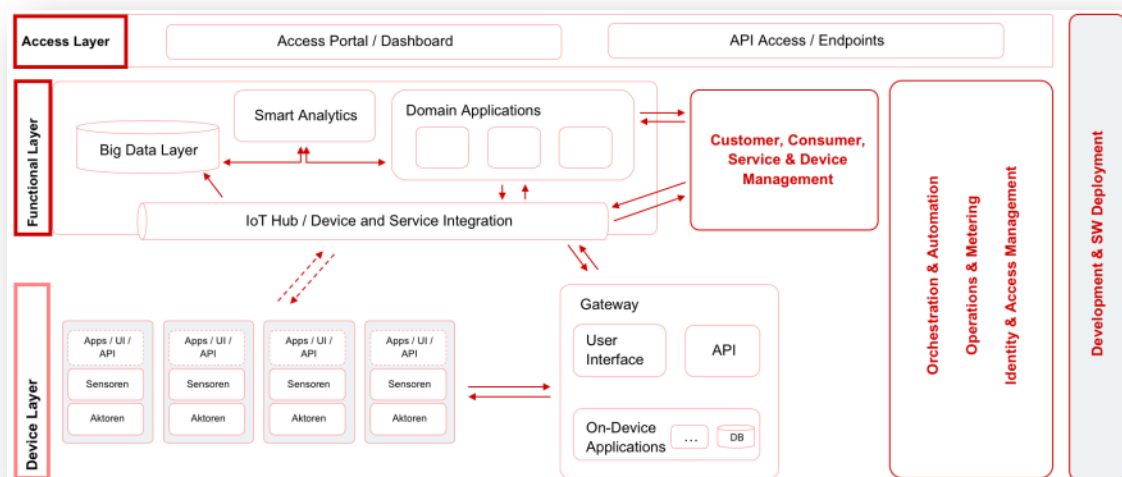 Access Layer
Access Portal / Dashboard
API Access / Endpoints
Functional Layer
Big Data Layer
Smart Analytics
Domain Applications
IoT Hub / Device and Service Integration
Customer, Consumer,
Service & Device
Management
Orchestration & Automation
Operations & Metering
Identity & Access Management
Development & SW Deployment
Device Layer
Apps / UI /
API
Sensoren
Aktoren
Apps / UI /
API
Sensoren
Aktoren
Apps / UI /
API
Sensoren
Aktoren
Apps / UI /
API
Sensoren
Aktoren
Gateway
User
Interface
API
On-Device
Applications
...
DB